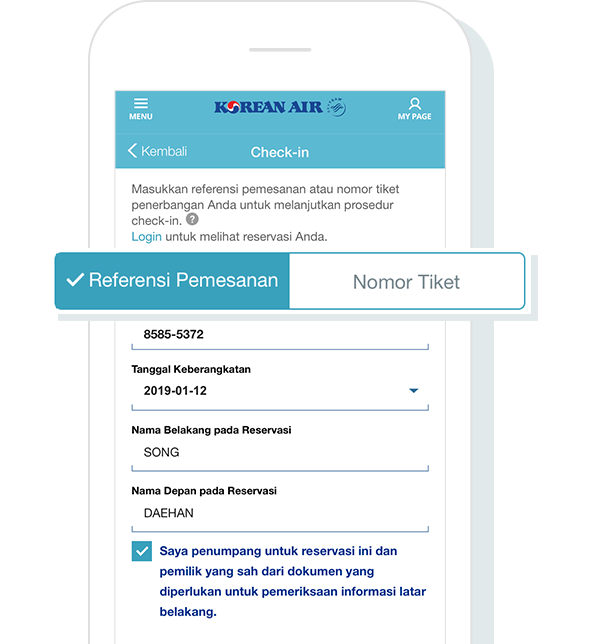 MENU
KOREAN AIR
MY PAGE
Kembali
Check-in
Masukkan referensi pemesanan atau nomor tiket
penerbangan Anda untuk melanjutkan prosedur
check-in. ?
Login untuk melihat reservasi Anda.
Referensi Pemesanan
Nomor Tiket
8585-5372
Tanggal Keberangkatan
2019-01-12
Nama Belakang pada Reservasi
SONG
Nama Depan pada Reservasi
DAEHAN
Saya penumpang untuk reservasi ini dan
pemilik yang sah dari dokumen yang
diperlukan untuk pemeriksaan informasi latar
belakang.